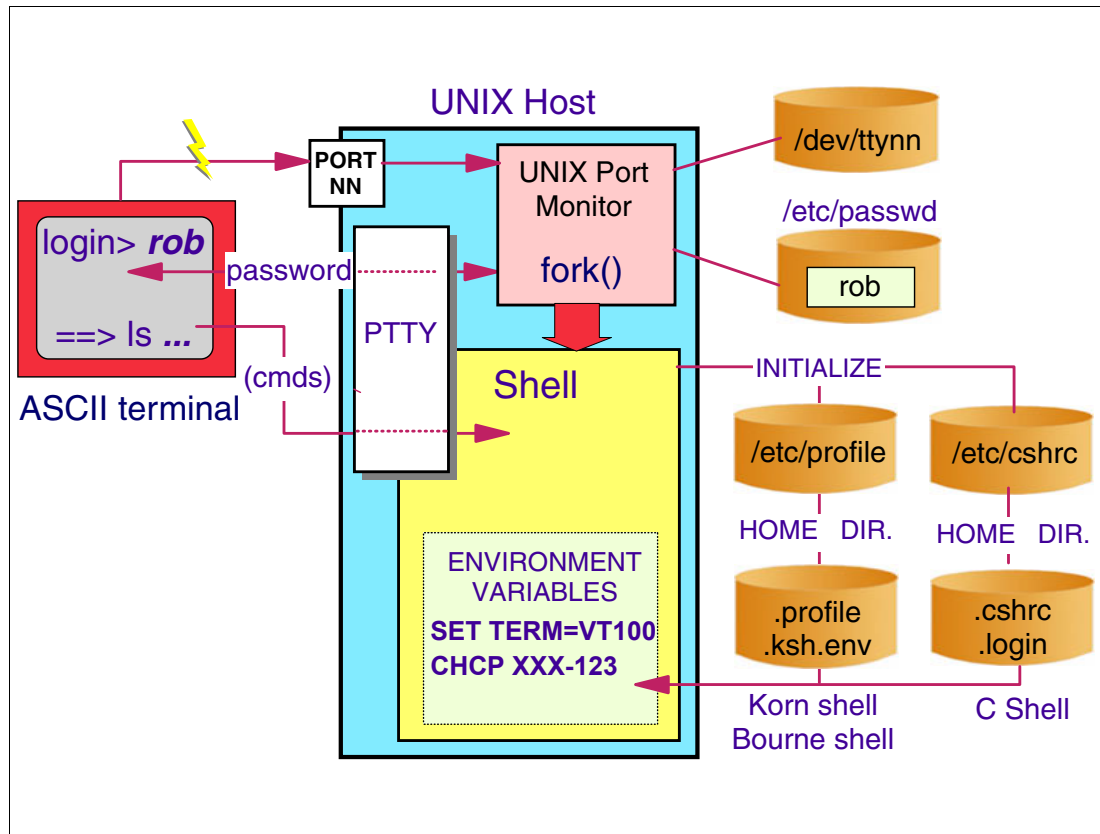 UNIX Host
PORT
NN
UNIX Port
Monitor
fork()
/dev/ttynn
/etc/passwd
rob
login> rob
password
==> ls ...
(cmds)
ASCII terminal
PTTY
Shell
INITIALIZE
/etc/profile
/etc/cshrc
HOME DIR.
HOME DIR.
.profile
.ksh.env
.cshrc
.login
Korn shell
Bourne shell
C Shell
ENVIRONMENT
VARIABLES
SET TERM=VT100
CHCP XXX-123